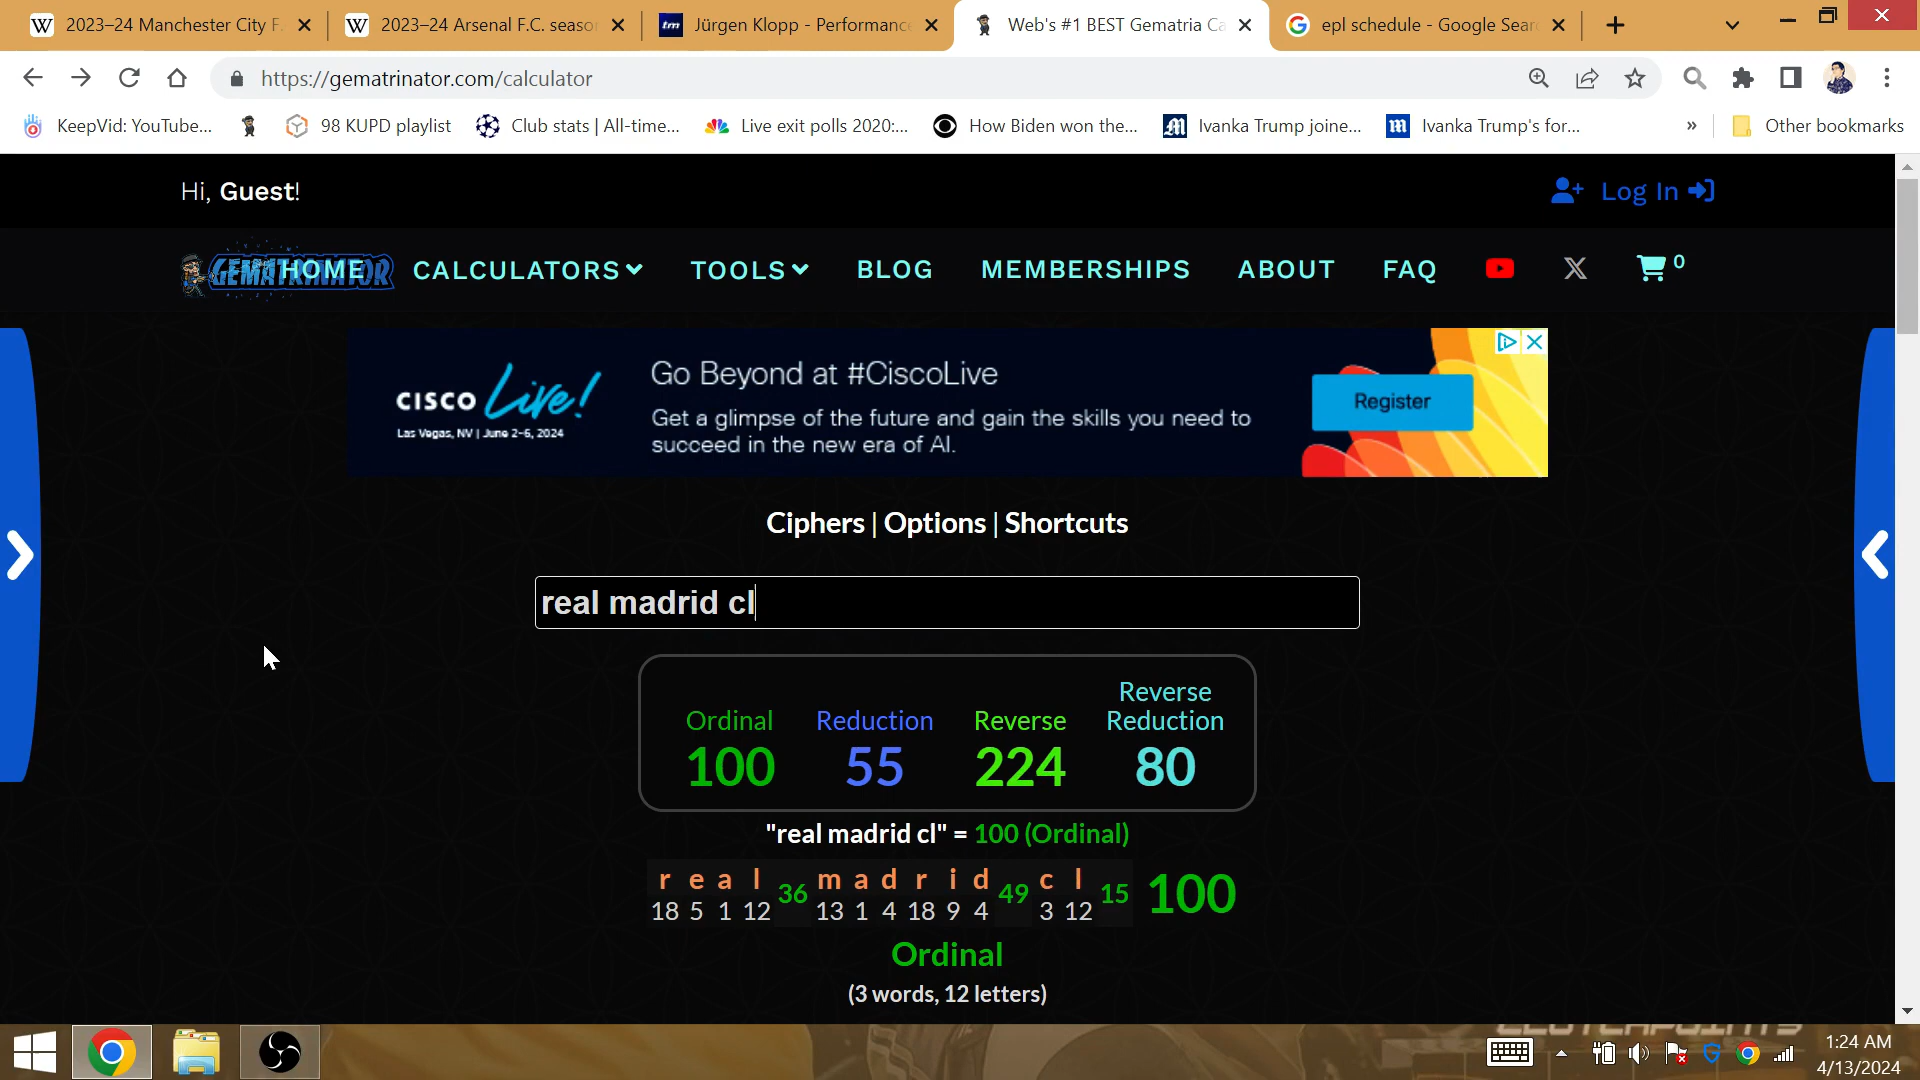 2023–24 Manchester City F.
2023–24 Arsenal F.C. seaso
tm Jürgen Klopp - Performance
Web's #1 BEST Gematria Ca
epl schedule - Google Sear
https://gematrinator.com/calculator
KeepVid: YouTube...
98 KUPD playlist
Club stats | All-time...
Live exit polls 2020:...
How Biden won the...
Ivanka Trump joine...
Ivanka Trump's for...
»
Other bookmarks
Hi, Guest!
Log In
GEMATRINATOR
HOME
CALCULATORS
TOOLS
BLOG
MEMBERSHIPS
ABOUT
FAQ
0
CISCO Live!
Las Vegas, NV | June 2-6, 2024
Go Beyond at #CiscoLive
Get a glimpse of the future and gain the skills you need to
succeed in the new era of AI.
Register
Ciphers | Options | Shortcuts
real madrid cl
Ordinal
100
Reduction
55
Reverse
224
Reverse
Reduction
80
"real madrid cl" = 100 (Ordinal)
r e a l 36 m a d r i d 49 c l 15 100
18 5 1 12 13 1 4 18 9 4 3 12
Ordinal
(3 words, 12 letters)
CLUTCHPOINTS
1:24 AM
4/13/2024